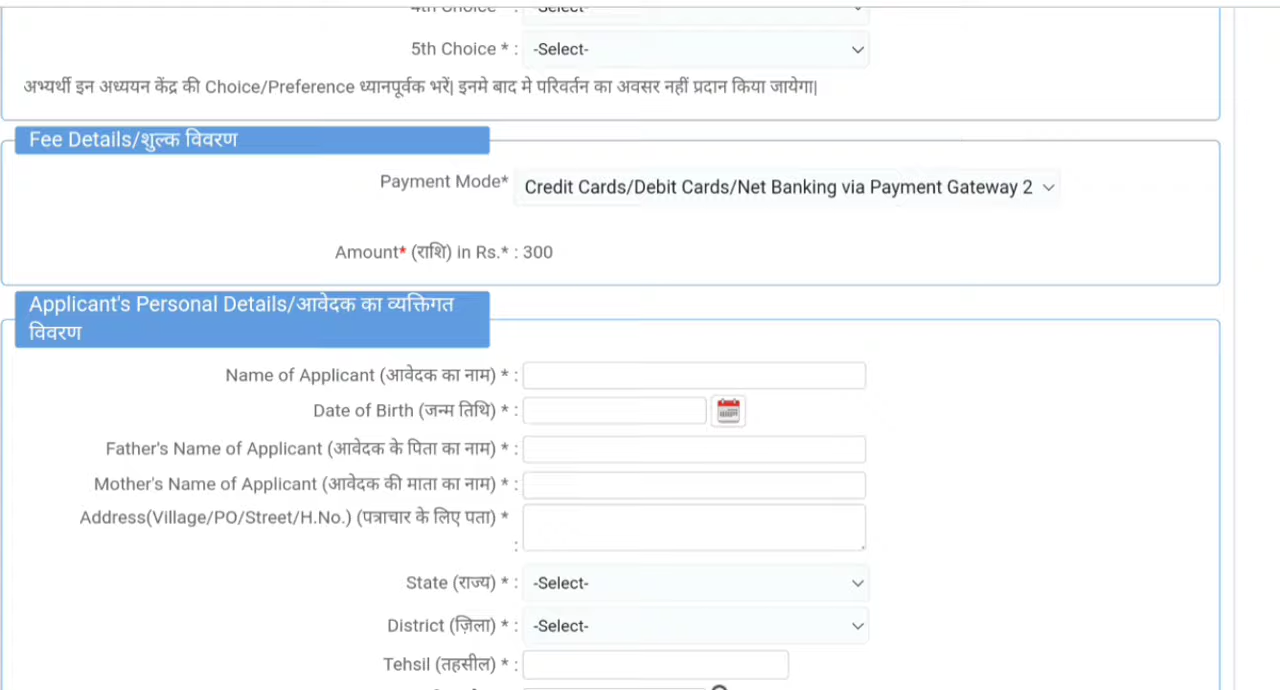 4th Choice * : -Select-
5th Choice * : -Select-
अभ्यर्थी इन अध्ययन केंद्र की Choice/Preference ध्यानपूर्वक भरें| इनमे बाद मे परिवर्तन का अवसर नहीं प्रदान किया जायेगा|
Fee Details/शुल्क विवरण
Payment Mode* Credit Cards/Debit Cards/Net Banking via Payment Gateway 2
Amount* (राशि) in Rs.* : 300
Applicant's Personal Details/आवेदक का व्यक्तिगत
विवरण
Name of Applicant (आवेदक का नाम) * :
Date of Birth (जन्म तिथि) * :
Father's Name of Applicant (आवेदक के पिता का नाम) * :
Mother's Name of Applicant (आवेदक की माता का नाम) * :
Address(Village/PO/Street/H.No.) (पत्राचार के लिए पता) *
:
State (राज्य) * : -Select-
District (ज़िला) * : -Select-
Tehsil (तहसील) * :